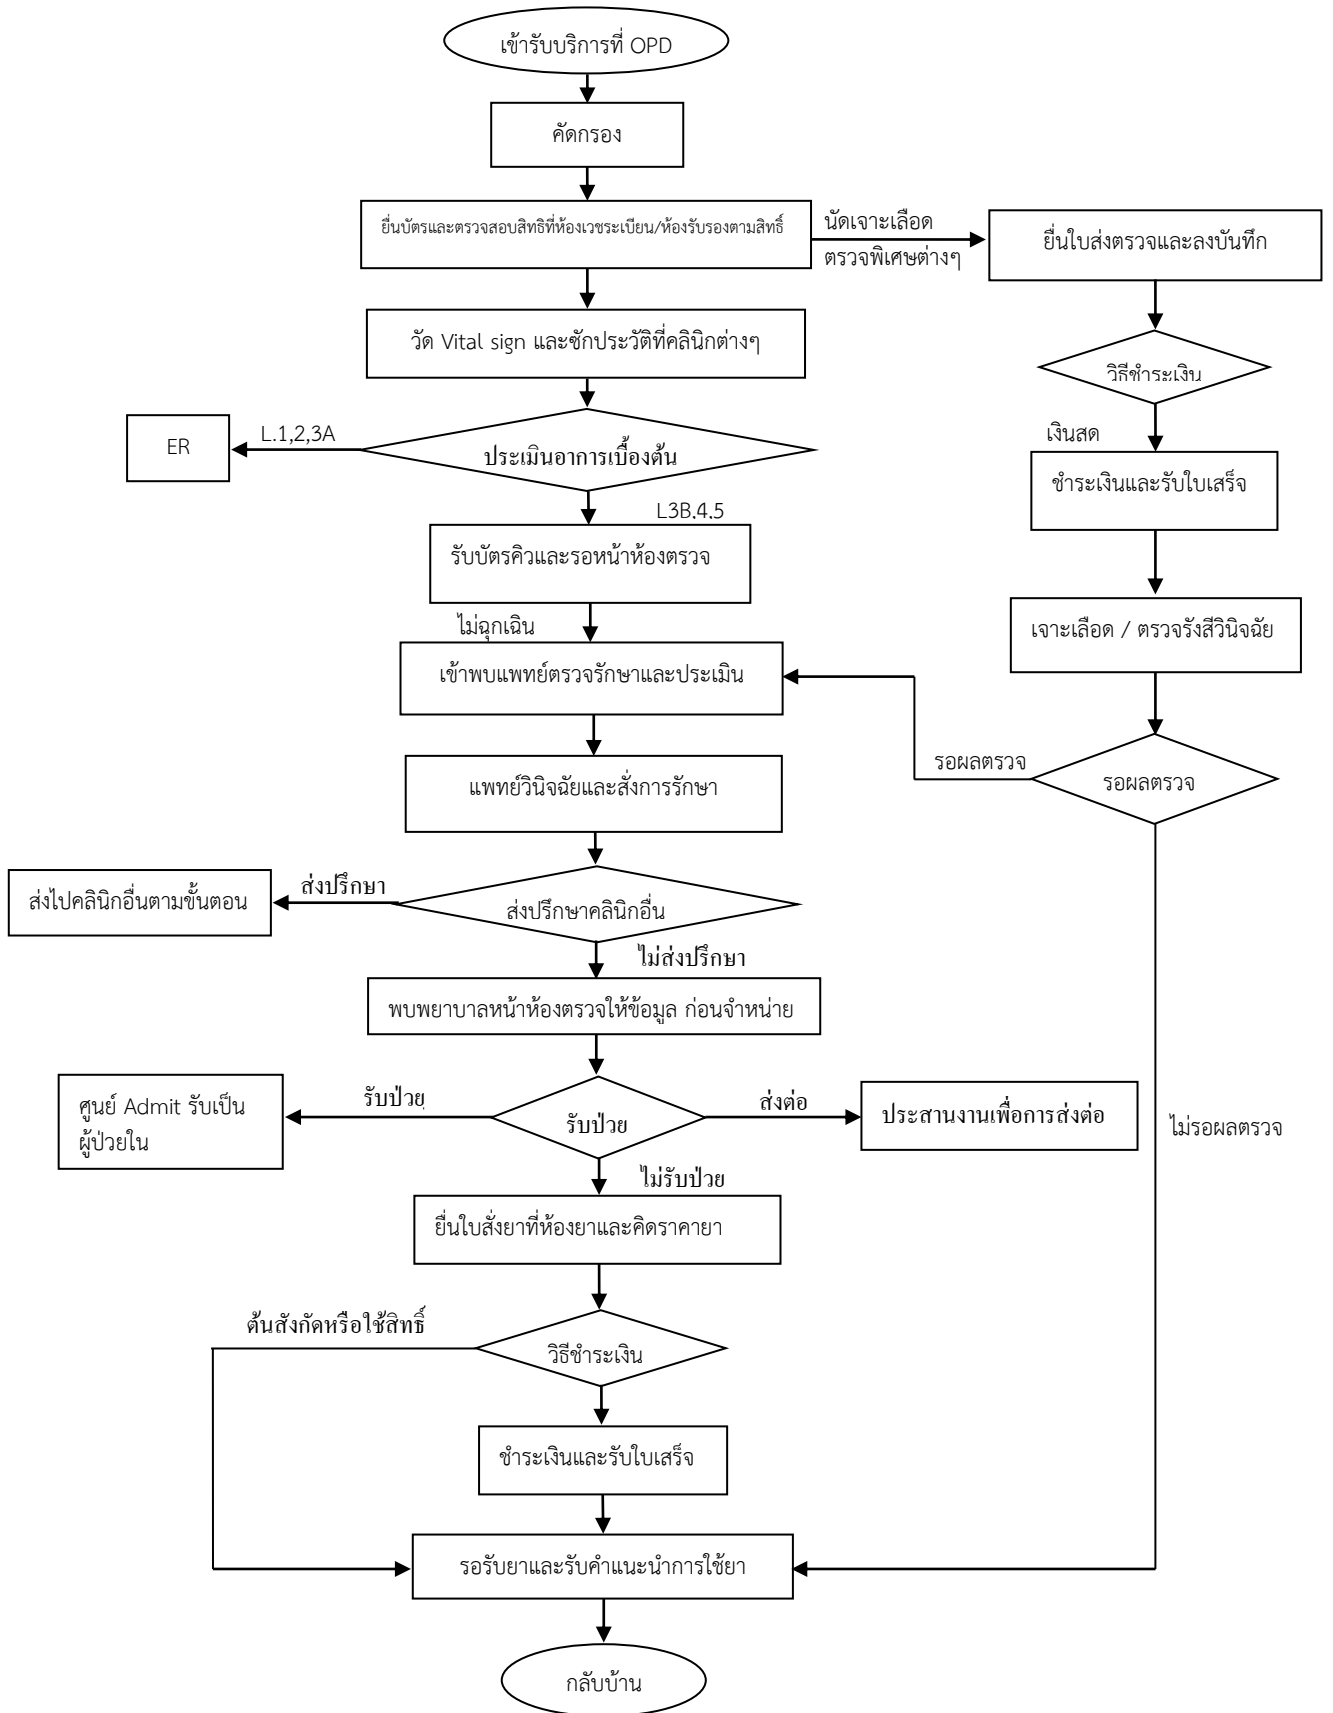 เข้ารับบริการที่ OPD
คัดกรอง
ยื่นบัตรและตรวจสอบสิทธิที่ห้องเวชระเบียน/ห้องรับรองตามสิทธิ์
นัดเจาะเลือด
ตรวจพิเศษต่างๆ
ยื่นใบส่งตรวจและลงบันทึก
วัด Vital sign และซักประวัติที่คลินิกต่างๆ
วิธีชำระเงิน
ER
L.1,2,3A
ประเมินอาการเบื้องต้น
เงินสด
ชำระเงินและรับใบเสร็จ
L3B.4.5
รับบัตรคิวและรอหน้าห้องตรวจ
ไม่ฉุกเฉิน
เจาะเลือด / ตรวจรังสีวินิจฉัย
เข้าพบแพทย์ตรวจรักษาและประเมิน
รอผลตรวจ
รอผลตรวจ
แพทย์วินิจฉัยและสั่งการรักษา
ส่งไปคลินิกอื่นตามขั้นตอน
ส่งปรึกษา
ส่งปรึกษาคลินิกอื่น
ไม่ส่งปรึกษา
พบพยาบาลหน้าห้องตรวจให้ข้อมูล ก่อนจำหน่าย
ศูนย์ Admit รับเป็น
ผู้ป่วยใน
รับป่วย
รับป่วย
ส่งต่อ
ประสานงานเพื่อการส่งต่อ
ไม่รอผลตรวจ
ไม่รับป่วย
ยื่นใบสั่งยาที่ห้องยาและคิดราคายา
ต้นสังกัดหรือใช้สิทธิ์
วิธีชำระเงิน
ชำระเงินและรับใบเสร็จ
รอรับยาและรับคำแนะนำการใช้ยา
กลับบ้าน